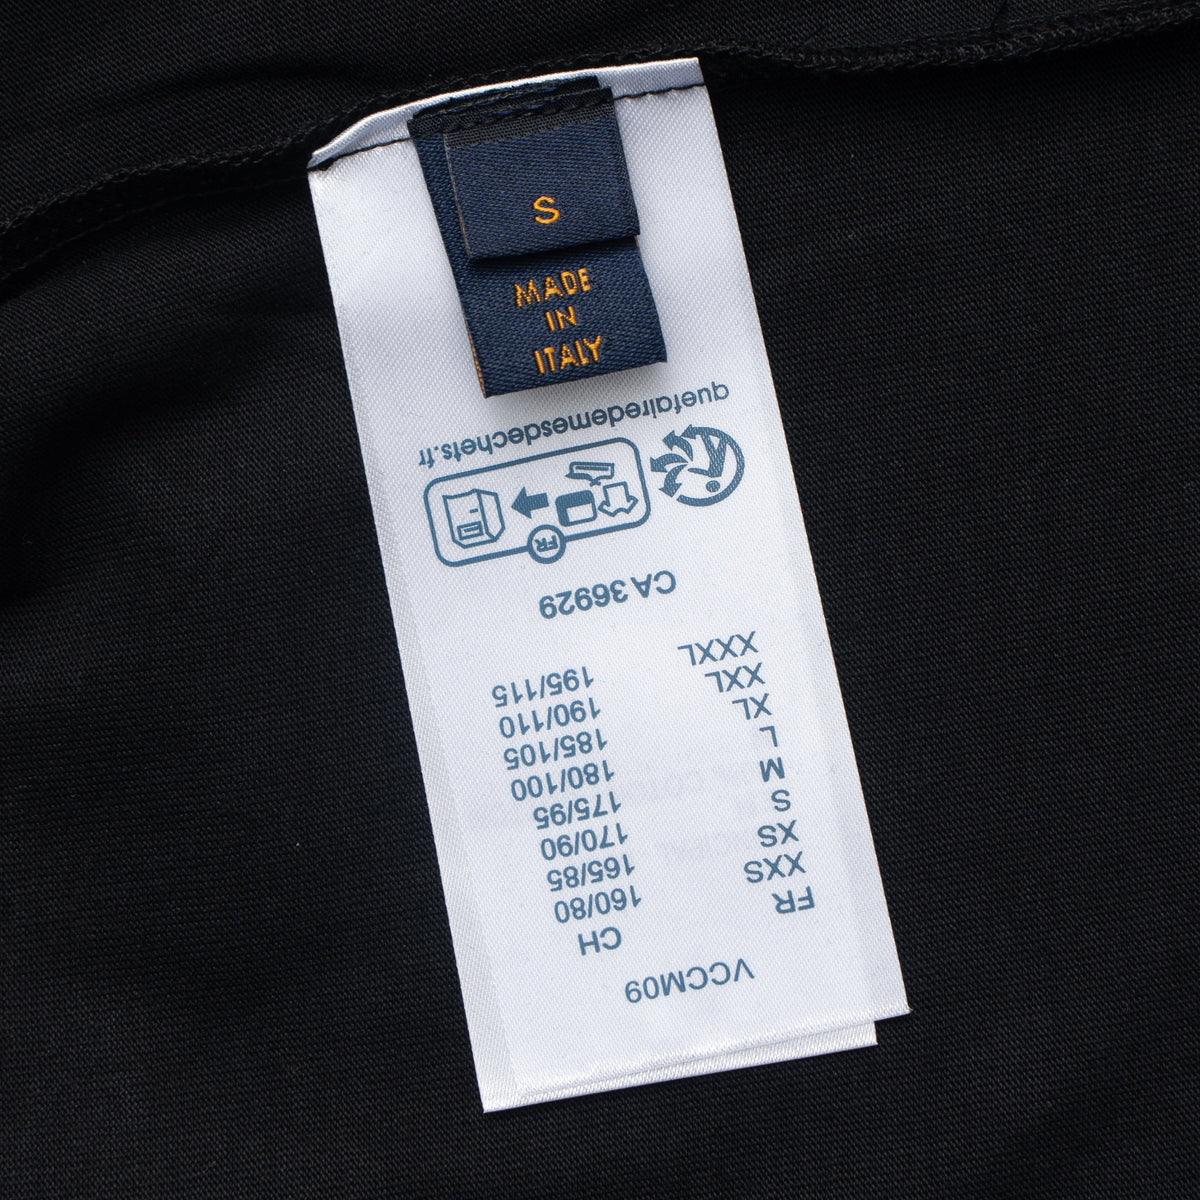 S
MADE
IN
ITALY
VCCM09
FR CH
XXS 160/80
XS 165/85
S 170/90
M 175/95
L 180/100
XL 185/105
XXL 190/110
XXXL 195/115
CA 36929
FR
quefairedemesdechets.fr